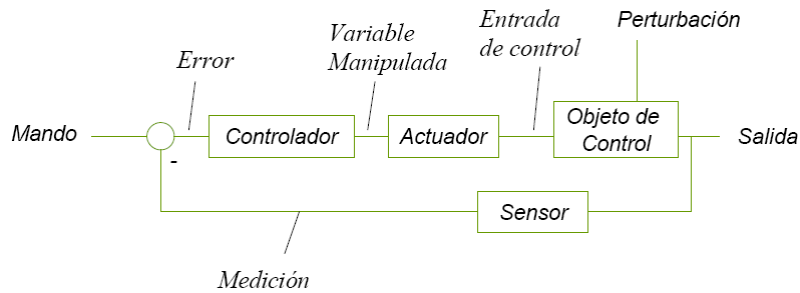 Entrada
de control
Perturbación
Variable
Manipulada
Error
Mando
Controlador
Actuador
Objeto de
Control
Salida
-
Sensor
Medición